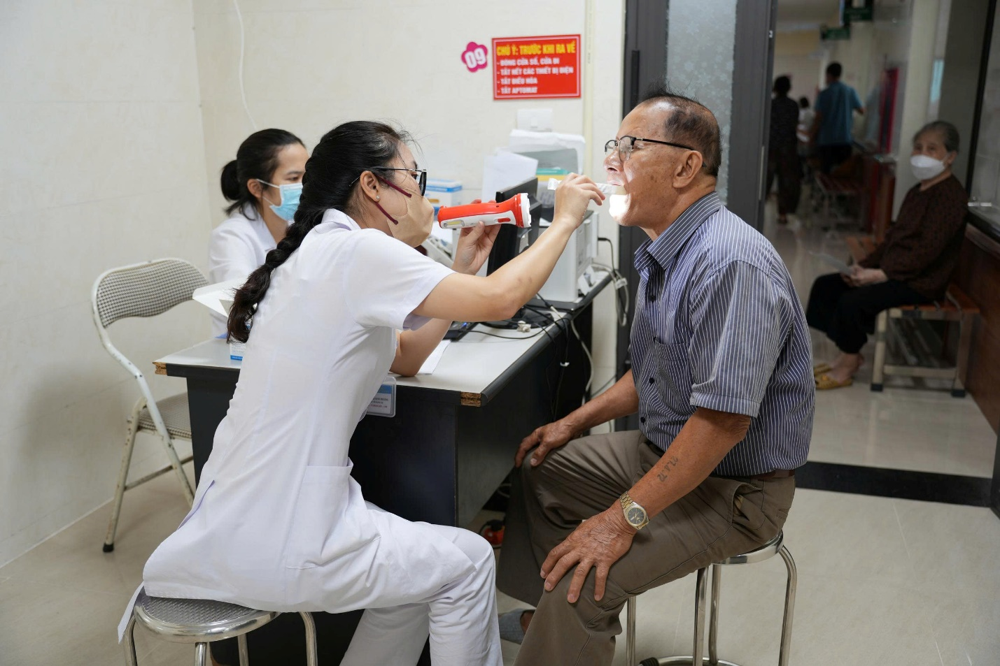 09
CHÚ Ý: TRƯỚC KHI RA VỀ
- ĐÓNG CỬA SỔ, CỬA ĐI
- TẮT HẾT CÁC THIẾT BỊ ĐIỆN
- TẮT ĐIỀU HÒA
- TẮT APTOMAT